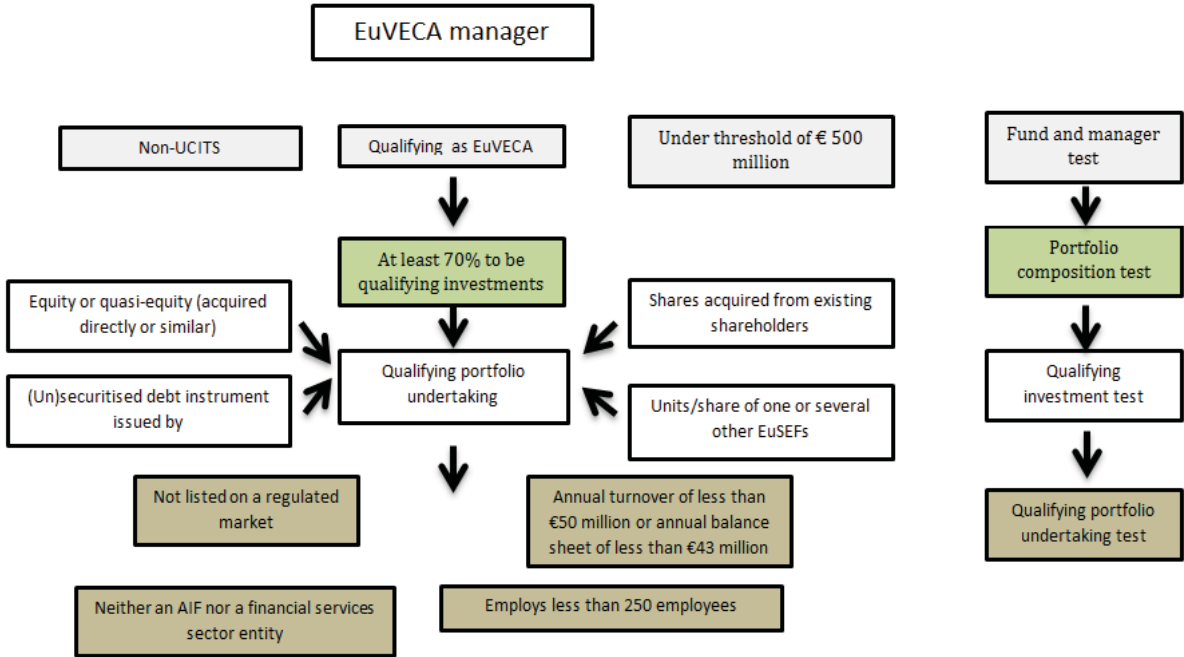 EuVECA manager
Non-UCITS
Qualifying as EuVECA
Under threshold of € 500
million
Fund and manager
test
At least 70% to be
qualifying investments
Portfolio
composition test
Equity or quasi-equity (acquired
directly or similar)
Shares acquired from existing
shareholders
Qualifying portfolio
undertaking
Qualifying
investment test
(Un)securitised debt instrument
issued by
Units/share of one or several
other EuSEFs
Not listed on a regulated
market
Annual turnover of less than
€50 million or annual balance
sheet of less than €43 million
Qualifying portfolio
undertaking test
Neither an AIF nor a financial services
sector entity
Employs less than 250 employees